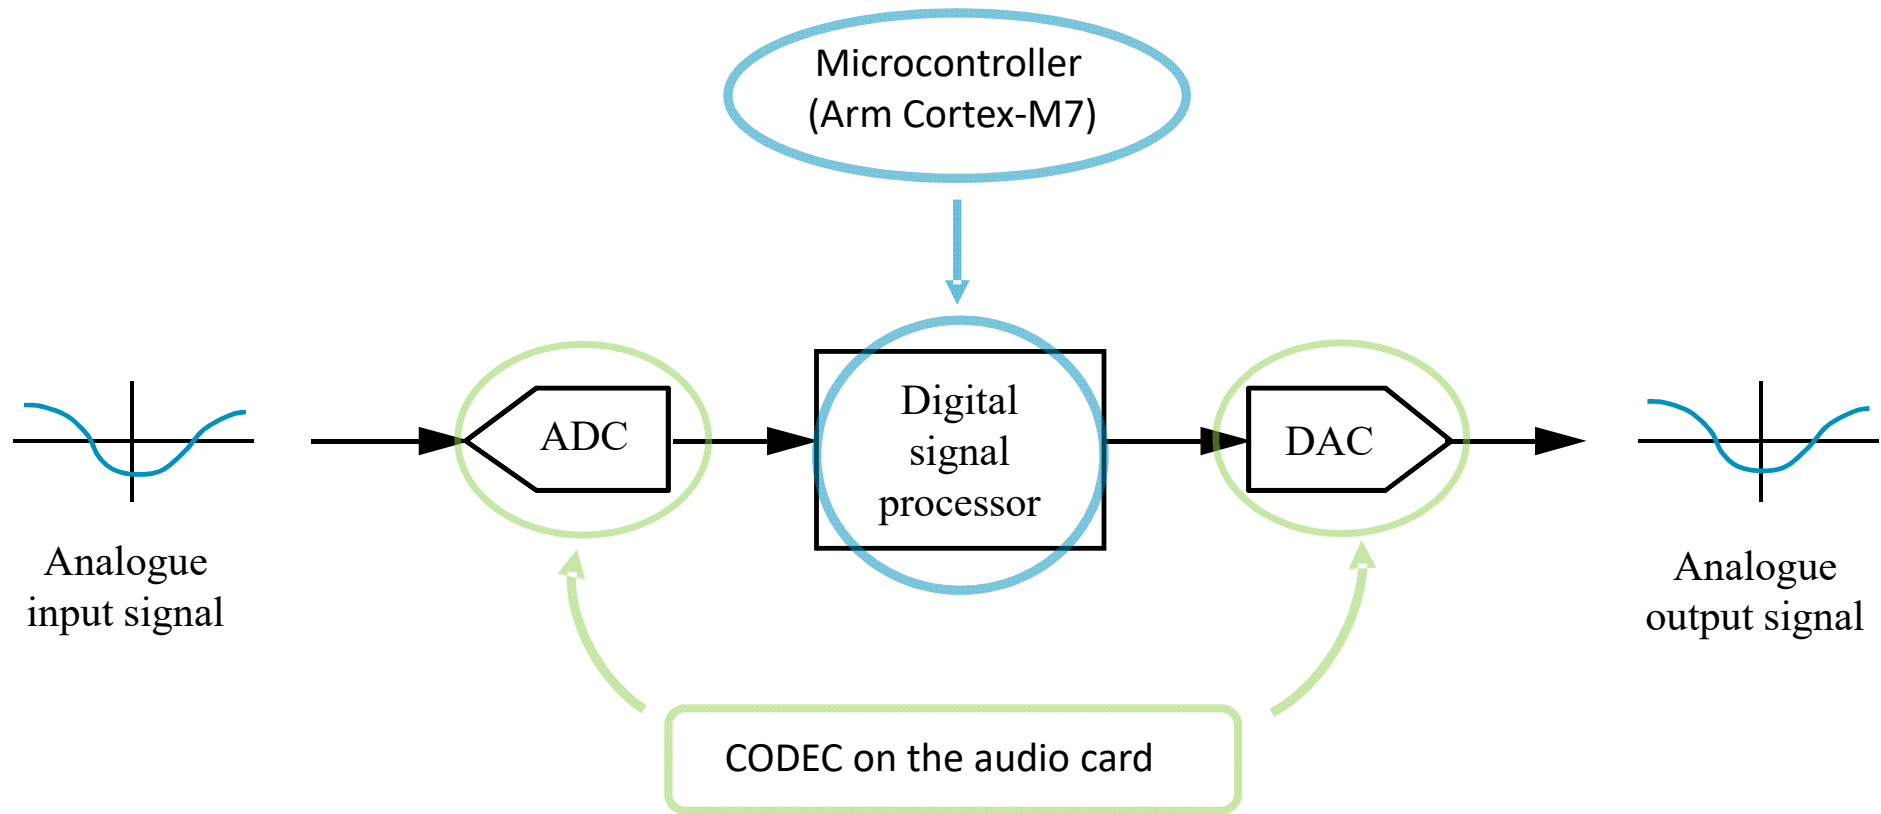 Microcontroller
(Arm Cortex-M7)
ADC
Digital
signal
processor
DAC
Analogue
input signal
Analogue
output signal
CODEC on the audio card